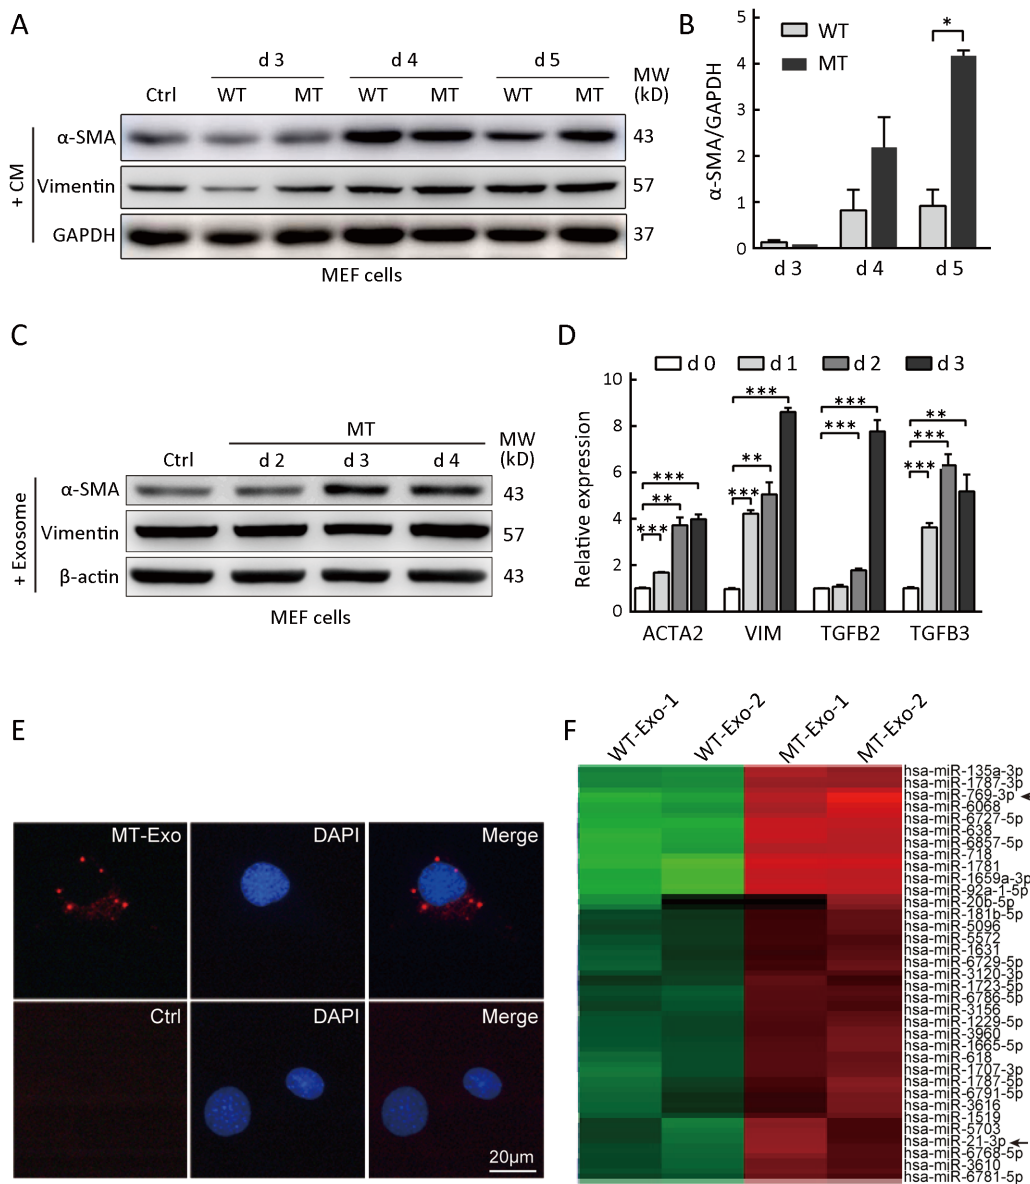 A
d 3
d 4
d 5
MW
(kD)
Ctrl
WT
MT
WT
MT
WT
MT
+ CM
α-SMA
43
Vimentin
57
GAPDH
37
MEF cells
B
α-SMA/GAPDH
5
4
3
2
1
0
WT
MT
*
d 3
d 4
d 5
C
MT
MW
(kD)
Ctrl
d 2
d 3
d 4
+ Exosome
α-SMA
43
Vimentin
57
β-actin
43
MEF cells
D
d 0
d 1
d 2
d 3
Relative expression
10
8
6
4
2
0
***
**
***
***
**
***
***
***
***
***
**
ACTA2
VIM
TGFB2
TGFB3
E
MT-Exo
DAPI
Merge
Ctrl
DAPI
Merge
20μm
F
WT-Exo-1
WT-Exo-2
MT-Exo-1
MT-Exo-2
hsa-miR-135a-3p
hsa-miR-1787-3p
hsa-miR-769-3p
hsa-miR-6068
hsa-miR-6727-5p
hsa-miR-638
hsa-miR-6857-5p
hsa-miR-718
hsa-miR-1781
hsa-miR-1659a-3p
hsa-miR-92a-1-5p
hsa-miR-20b-5p
hsa-miR-181b-5p
hsa-miR-5096
hsa-miR-5572
hsa-miR-1631
hsa-miR-6729-5p
hsa-miR-3120-3p
hsa-miR-1723-5p
hsa-miR-6786-5p
hsa-miR-3156
hsa-miR-1229-5p
hsa-miR-3960
hsa-miR-1665-5p
hsa-miR-618
hsa-miR-1707-3p
hsa-miR-1787-5p
hsa-miR-6791-5p
hsa-miR-3616
hsa-miR-1519
hsa-miR-5703
hsa-miR-21-3p
hsa-miR-6768-5p
hsa-miR-3610
hsa-miR-6781-5p